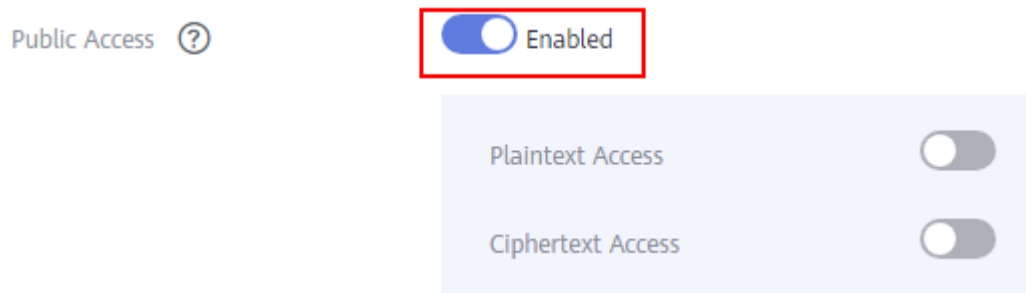 Public Access ?
Enabled
Plaintext Access
Ciphertext Access